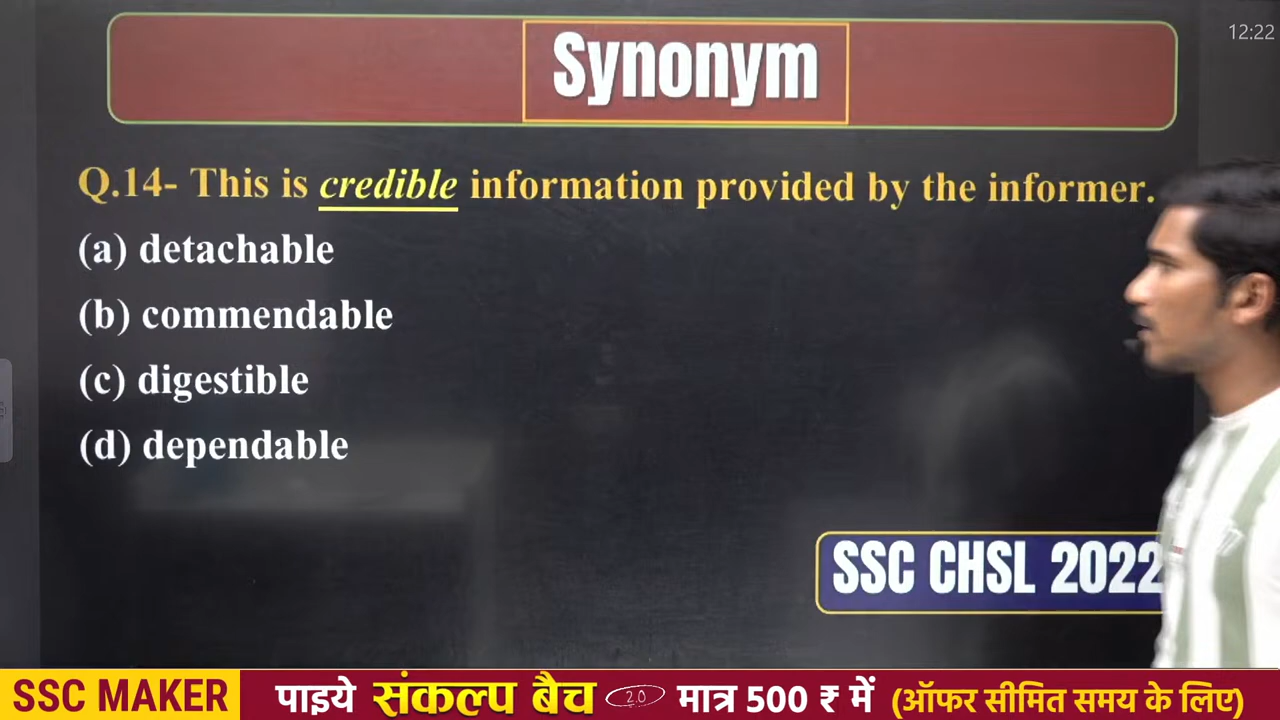 12:22
Synonym
Q.14- This is credible information provided by the informer.
(a) detachable
(b) commendable
(c) digestible
(d) dependable
SSC CHSL 2022
SSC MAKER पाइये संकल्प बैच 2.0 मात्र 500 ₹ में (ऑफर सीमित समय के लिए)